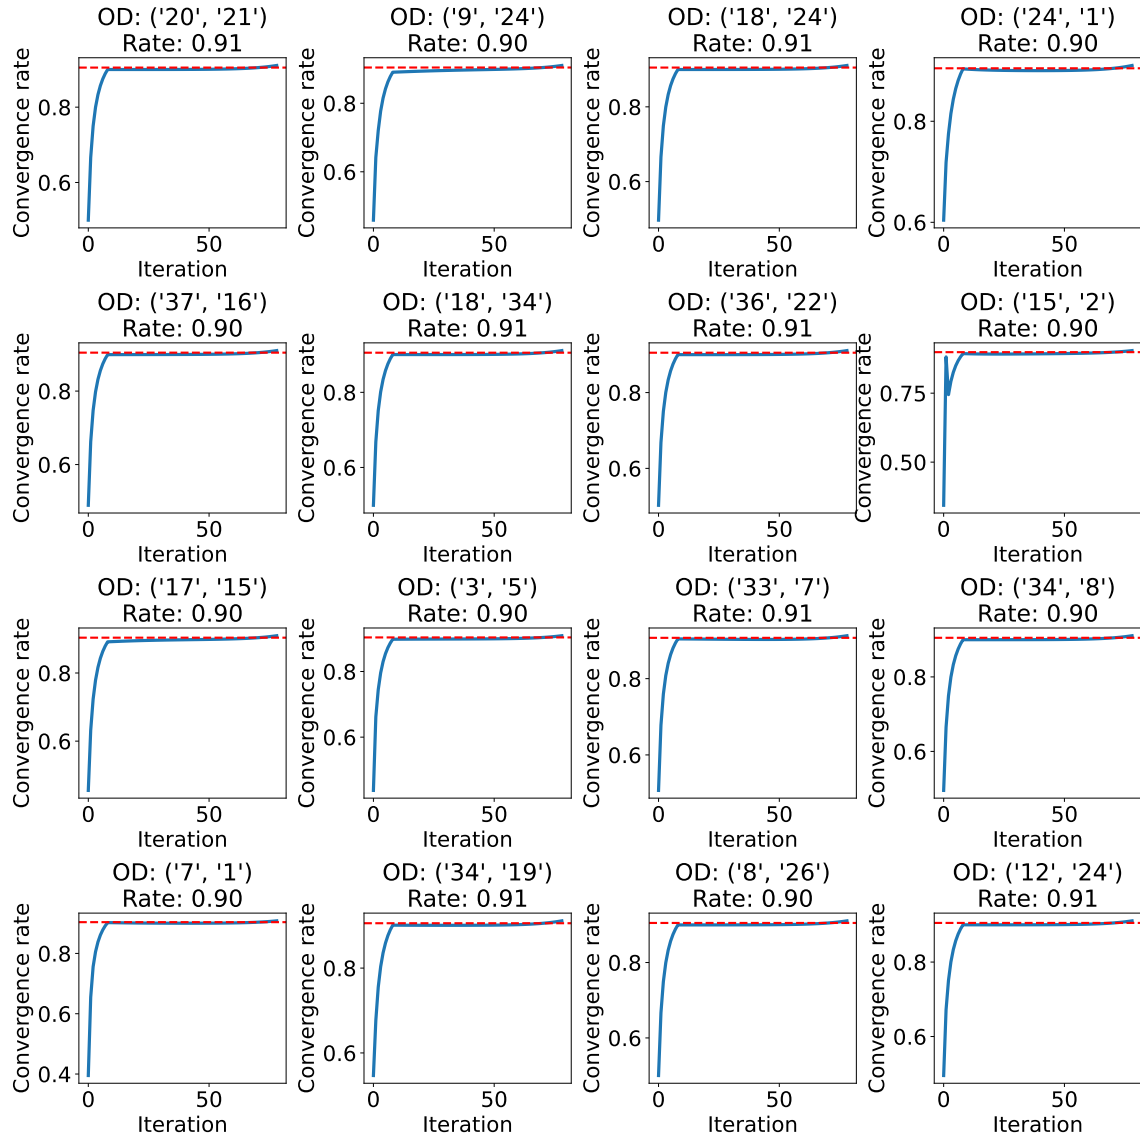 OD: ('20', '21')
Rate: 0.91
Convergence rate
0.8
0.6
0
50
Iteration
OD: ('9', '24')
Rate: 0.90
Convergence rate
0.8
0.6
0
50
Iteration
OD: ('18', '24')
Rate: 0.91
Convergence rate
0.8
0.6
0
50
Iteration
OD: ('24', '1')
Rate: 0.90
Convergence rate
0.8
0.6
0
50
Iteration
OD: ('37', '16')
Rate: 0.90
Convergence rate
0.8
0.6
0
50
Iteration
OD: ('18', '34')
Rate: 0.91
Convergence rate
0.8
0.6
0
50
Iteration
OD: ('36', '22')
Rate: 0.91
Convergence rate
0.8
0.6
0
50
Iteration
OD: ('15', '2')
Rate: 0.90
Convergence rate
0.75
0.50
0
50
Iteration
OD: ('17', '15')
Rate: 0.90
Convergence rate
0.8
0.6
0
50
Iteration
OD: ('3', '5')
Rate: 0.90
Convergence rate
0.8
0.6
0
50
Iteration
OD: ('33', '7')
Rate: 0.91
Convergence rate
0.8
0.6
0
50
Iteration
OD: ('34', '8')
Rate: 0.90
Convergence rate
0.8
0.6
0
50
Iteration
OD: ('7', '1')
Rate: 0.90
Convergence rate
0.8
0.6
0.4
0
50
Iteration
OD: ('34', '19')
Rate: 0.91
Convergence rate
0.8
0.6
0
50
Iteration
OD: ('8', '26')
Rate: 0.90
Convergence rate
0.8
0.6
0
50
Iteration
OD: ('12', '24')
Rate: 0.91
Convergence rate
0.8
0.6
0
50
Iteration